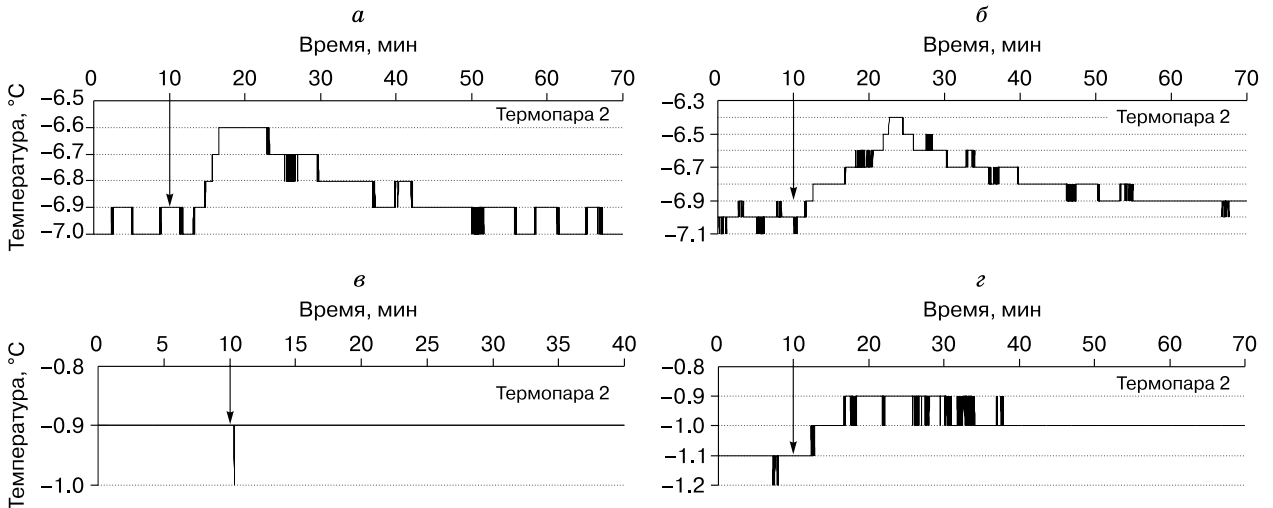 а
Время, мин
0 10 20 30 40 50 60 70
Температура, °С
−6.5
−6.6
−6.7
−6.8
−6.9
−7.0
Термопара 2
б
Время, мин
0 10 20 30 40 50 60 70
−6.3
−6.5
−6.7
−6.9
−7.1
Термопара 2
в
Время, мин
0 5 10 15 20 25 30 35 40
Температура, °С
−0.8
−0.9
−1.0
Термопара 2
г
Время, мин
0 10 20 30 40 50 60 70
−0.8
−0.9
−1.0
−1.1
−1.2
Термопара 2